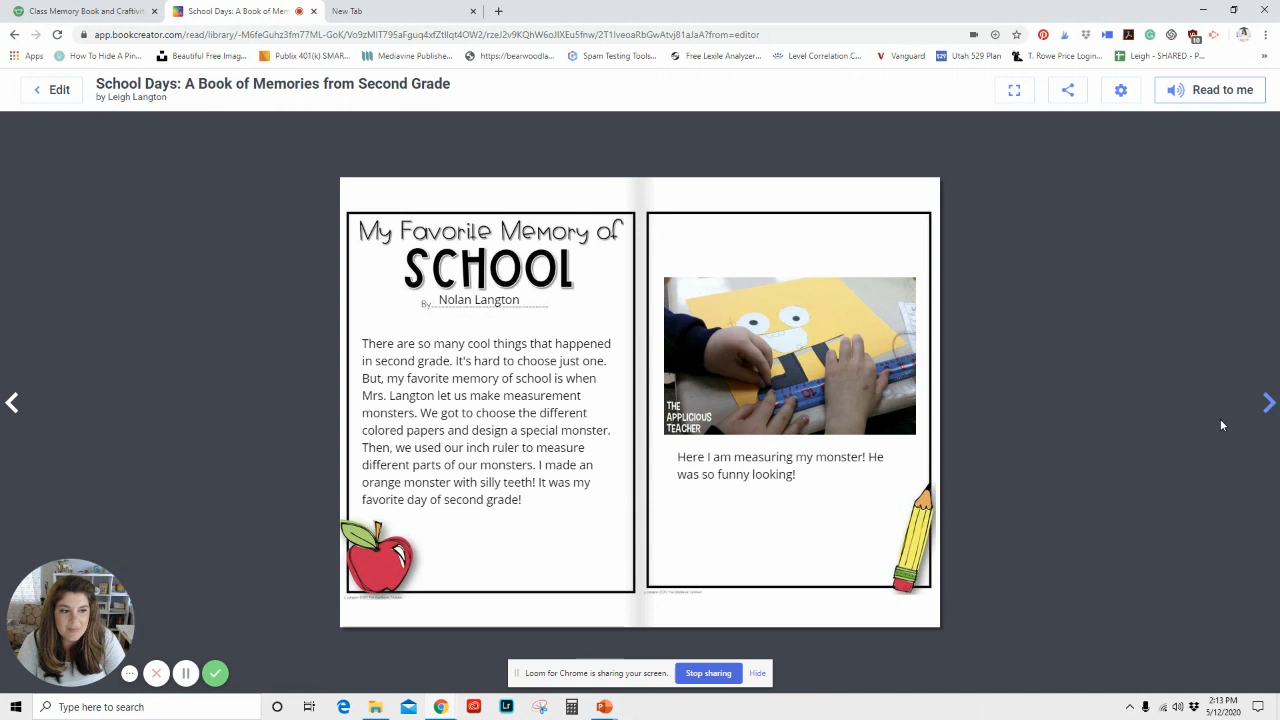 Class Memory Book and Craftivit
School Days: A Book of Mem
New Tab
app.bookcreator.com/read/library/-M6feGuhz3fm77ML-GoK/Vo9zMIT795aFguq4xfZtIqt4OW2/rzeJ2v9KQhW6oJIXEu5fnw/2T1IveoaRbGwAtvj81aJaA?from=editor
Apps
How To Hide A Pin...
Beautiful Free Imag...
Publix 401(k) SMAR...
Mediavine Publishe...
https://bearwoodla...
Spam Testing Tools...
Free Lexile Analyzer...
Level Correlation C...
Vanguard
Utah 529 Plan
T. Rowe Price Login...
Leigh - SHARED - P...
Edit
School Days: A Book of Memories from Second Grade
by Leigh Langton
Read to me
My Favorite Memory of
SCHOOL
By Nolan Langton
There are so many cool things that happened
in second grade. It's hard to choose just one.
But, my favorite memory of school is when
Mrs. Langton let us make measurement
monsters. We got to choose the different
colored papers and design a special monster.
Then, we used our inch ruler to measure
different parts of our monsters. I made an
orange monster with silly teeth! It was my
favorite day of second grade!
THE
APPLICIOUS
TEACHER
Here I am measuring my monster! He
was so funny looking!
Loom for Chrome is sharing your screen.
Stop sharing
Hide
Type here to search
2:13 PM
5/12/2020